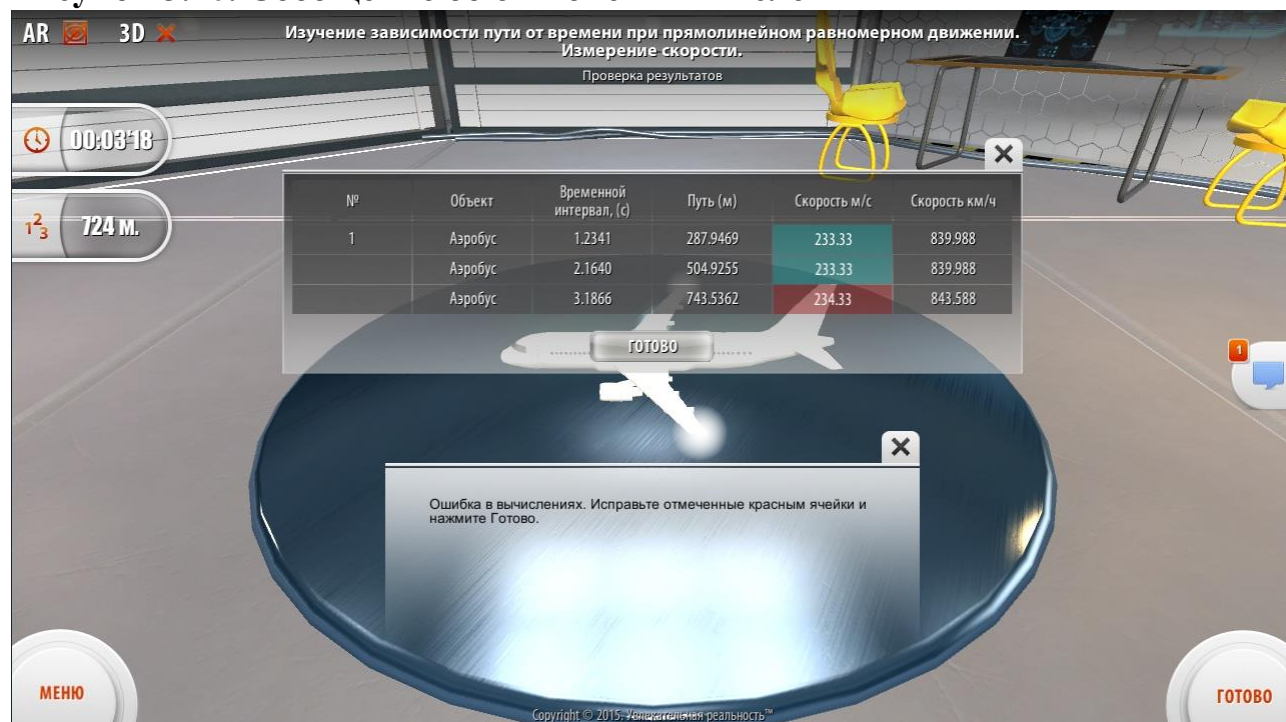 AR 3D
Изучение зависимости пути от времени при прямолинейном равномерном движении.
Измерение скорости.
Проверка результатов
00:03'18
123 724 м.
№ Объект Временной интервал, (с) Путь (м) Скорость м/с Скорость км/ч
1 Аэробус 1.2341 287.9469 233.33 839.988
Аэробус 2.1640 504.9255 233.33 839.988
Аэробус 3.1866 743.5362 234.33 843.588
ГОТОВО
1
Ошибка в вычислениях. Исправьте отмеченные красным ячейки и
нажмите Готово.
МЕНЮ
ГОТОВО
Copyright © 2015. Увлекательная реальность™